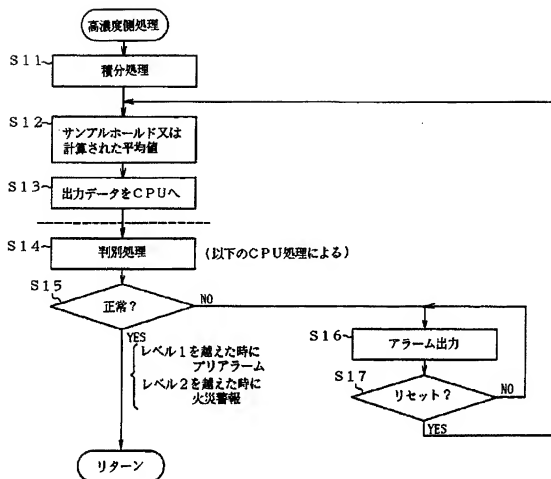 高濃度側処理
S11
積分処理
S12
サンプルホールド又は
計算された平均値
S13
出力データをCPUへ
S14
判別処理
(以下のCPU処理による)
S15
正常?
NO
YES
レベル1を越えた時に
プリアラーム
レベル2を越えた時に
火災警報
リターン
S16
アラーム出力
S17
リセット?
NO
YES